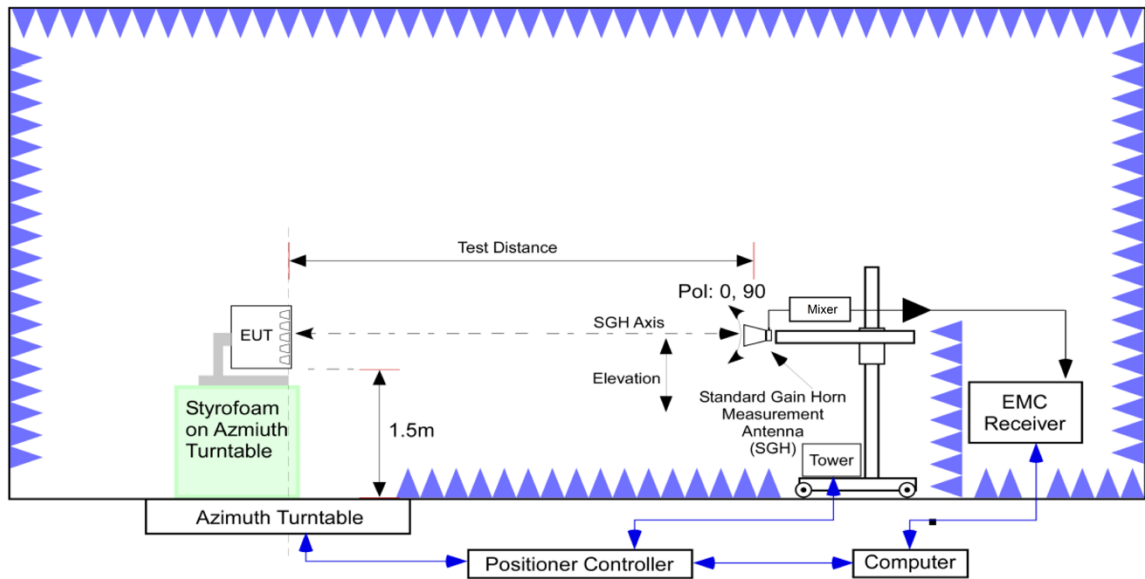 Test Distance
Pol: 0, 90
Mixer
EUT
SGH Axis
Elevation
Standard Gain Horn
Measurement
Antenna
(SGH)
EMC
Receiver
Styrofoam
on Azmiuth
Turntable
1.5m
Tower
Azimuth Turntable
Positioner Controller
Computer